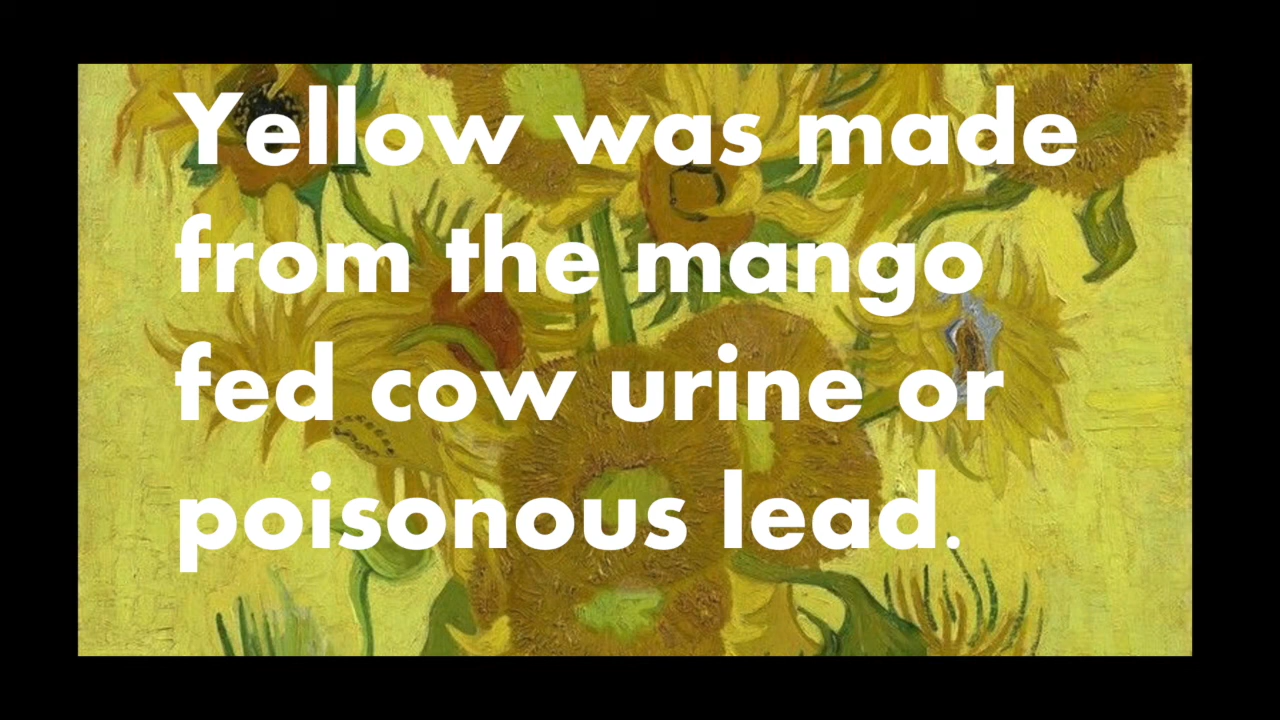 Yellow was made
from the mango
fed cow urine or
poisonous lead.